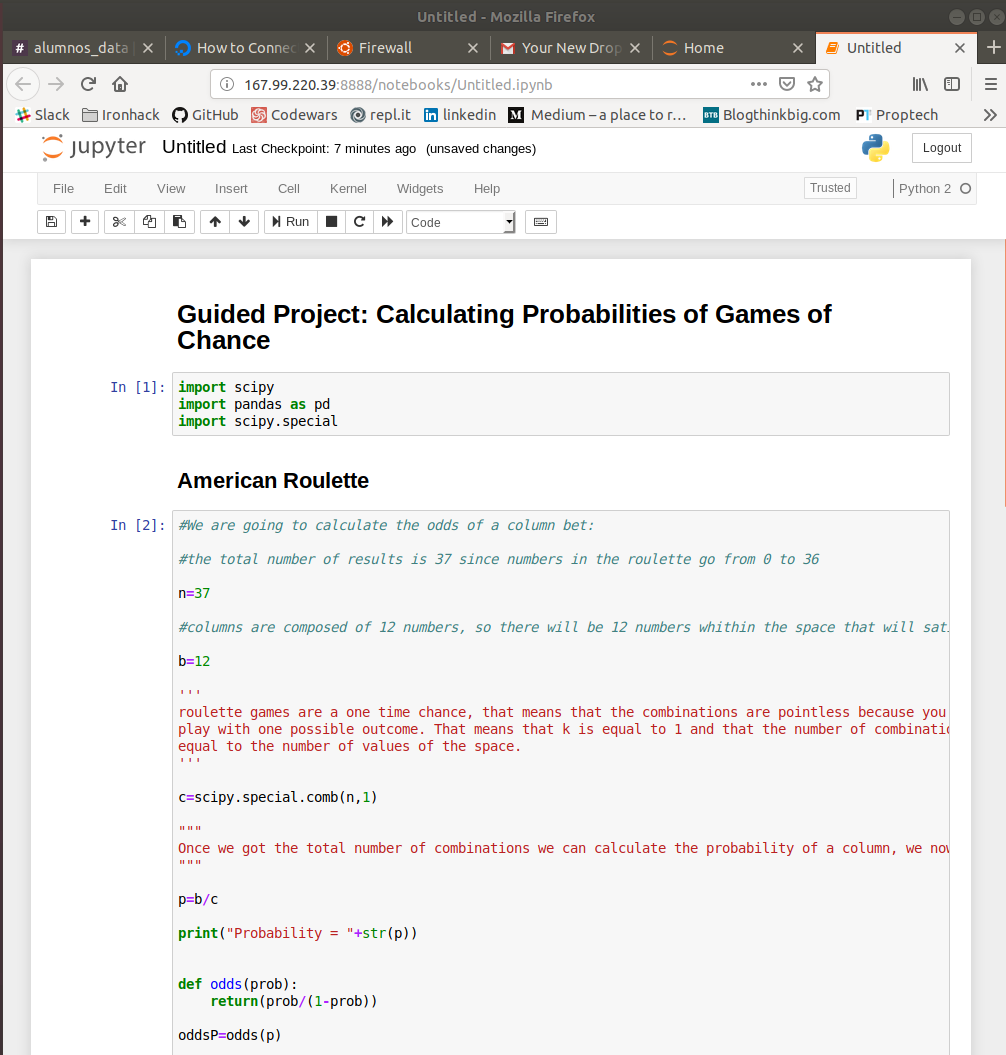 Untitled - Mozilla Firefox
# alumnos_data
How to Connec
Firewall
Your New Drop
Home
Untitled
167.99.220.39:8888/notebooks/Untitled.ipynb
Slack
Ironhack
GitHub
Codewars
repl.it
linkedin
Medium – a place to r…
Blogthinkbig.com
Proptech
jupyter Untitled Last Checkpoint: 7 minutes ago (unsaved changes)
Logout
File Edit View Insert Cell Kernel Widgets Help
Trusted
Python 2
Run
Code
Guided Project: Calculating Probabilities of Games of
Chance
In [1]:
import scipy
import pandas as pd
import scipy.special
American Roulette
In [2]:
#We are going to calculate the odds of a column bet:
#the total number of results is 37 since numbers in the roulette go from 0 to 36
n=37
#columns are composed of 12 numbers, so there will be 12 numbers whithin the space that will sat
b=12
'''
roulette games are a one time chance, that means that the combinations are pointless because you
play with one possible outcome. That means that k is equal to 1 and that the number of combinatio
equal to the number of values of the space.
'''
c=scipy.special.comb(n,1)
"""
Once we got the total number of combinations we can calculate the probability of a column, we now
"""
p=b/c
print("Probability = "+str(p))
def odds(prob):
return(prob/(1-prob))
oddsP=odds(p)